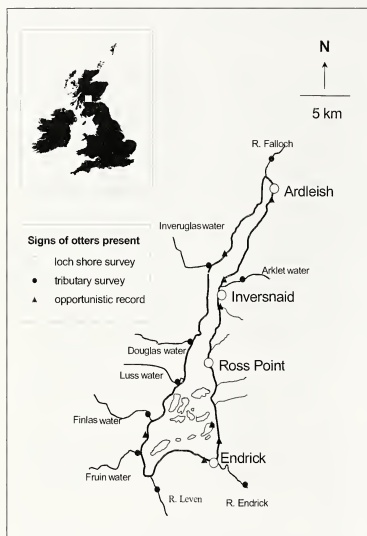 N
5 km
R. Falloch
Ardleish
Inveruglas water
Signs of otters present
loch shore survey
tributary survey
opportunistic record
Arklet water
Inversnaid
Douglas water
Ross Point
Luss water
Finlas water
Endrick
Fruin water
R. Leven
R. Endrick